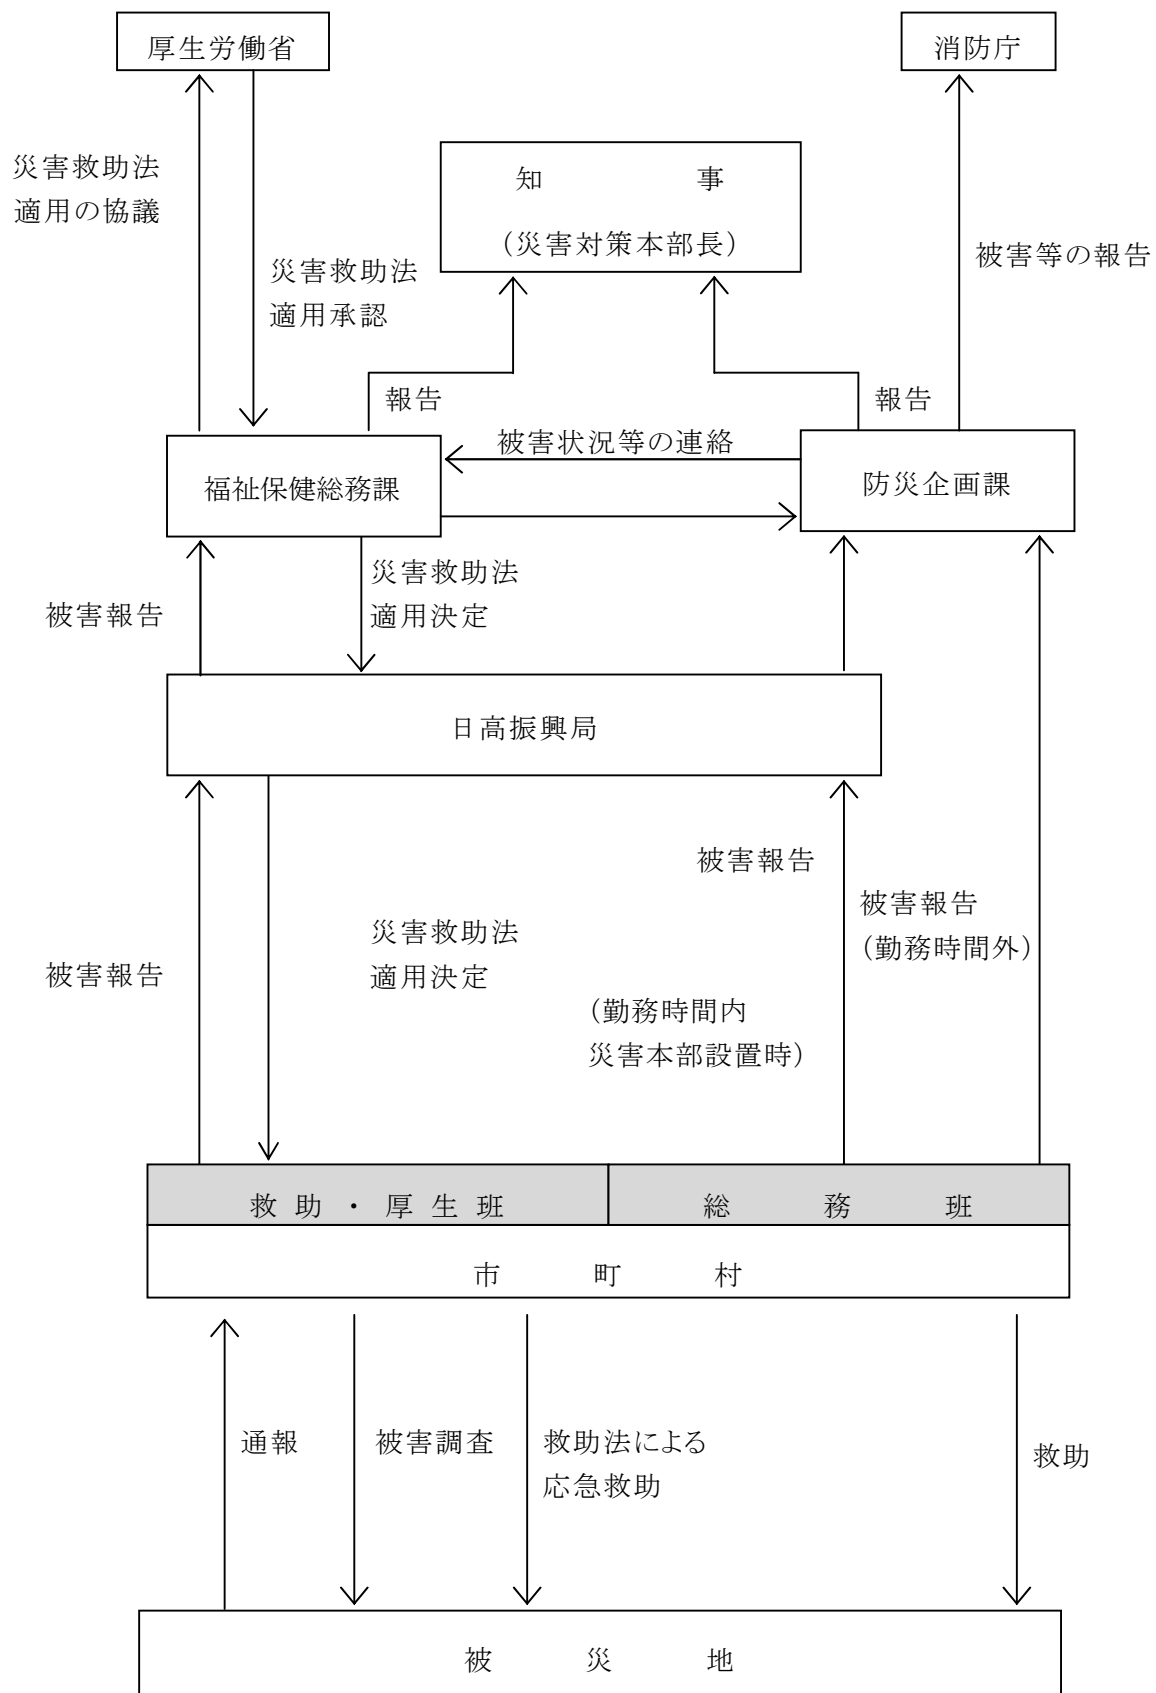 厚生労働省
消防庁
災害救助法
適用の協議
知事
（災害対策本部長）
被害等の報告
災害救助法
適用承認
報告
報告
被害状況等の連絡
福祉保健総務課
防災企画課
災害救助法
適用決定
被害報告
日高振興局
被害報告
被害報告
（勤務時間外）
災害救助法
適用決定
被害報告
（勤務時間内
災害本部設置時）
救助・厚生班
総務班
市町村
通報
被害調査
救助法による
応急救助
救助
被災地